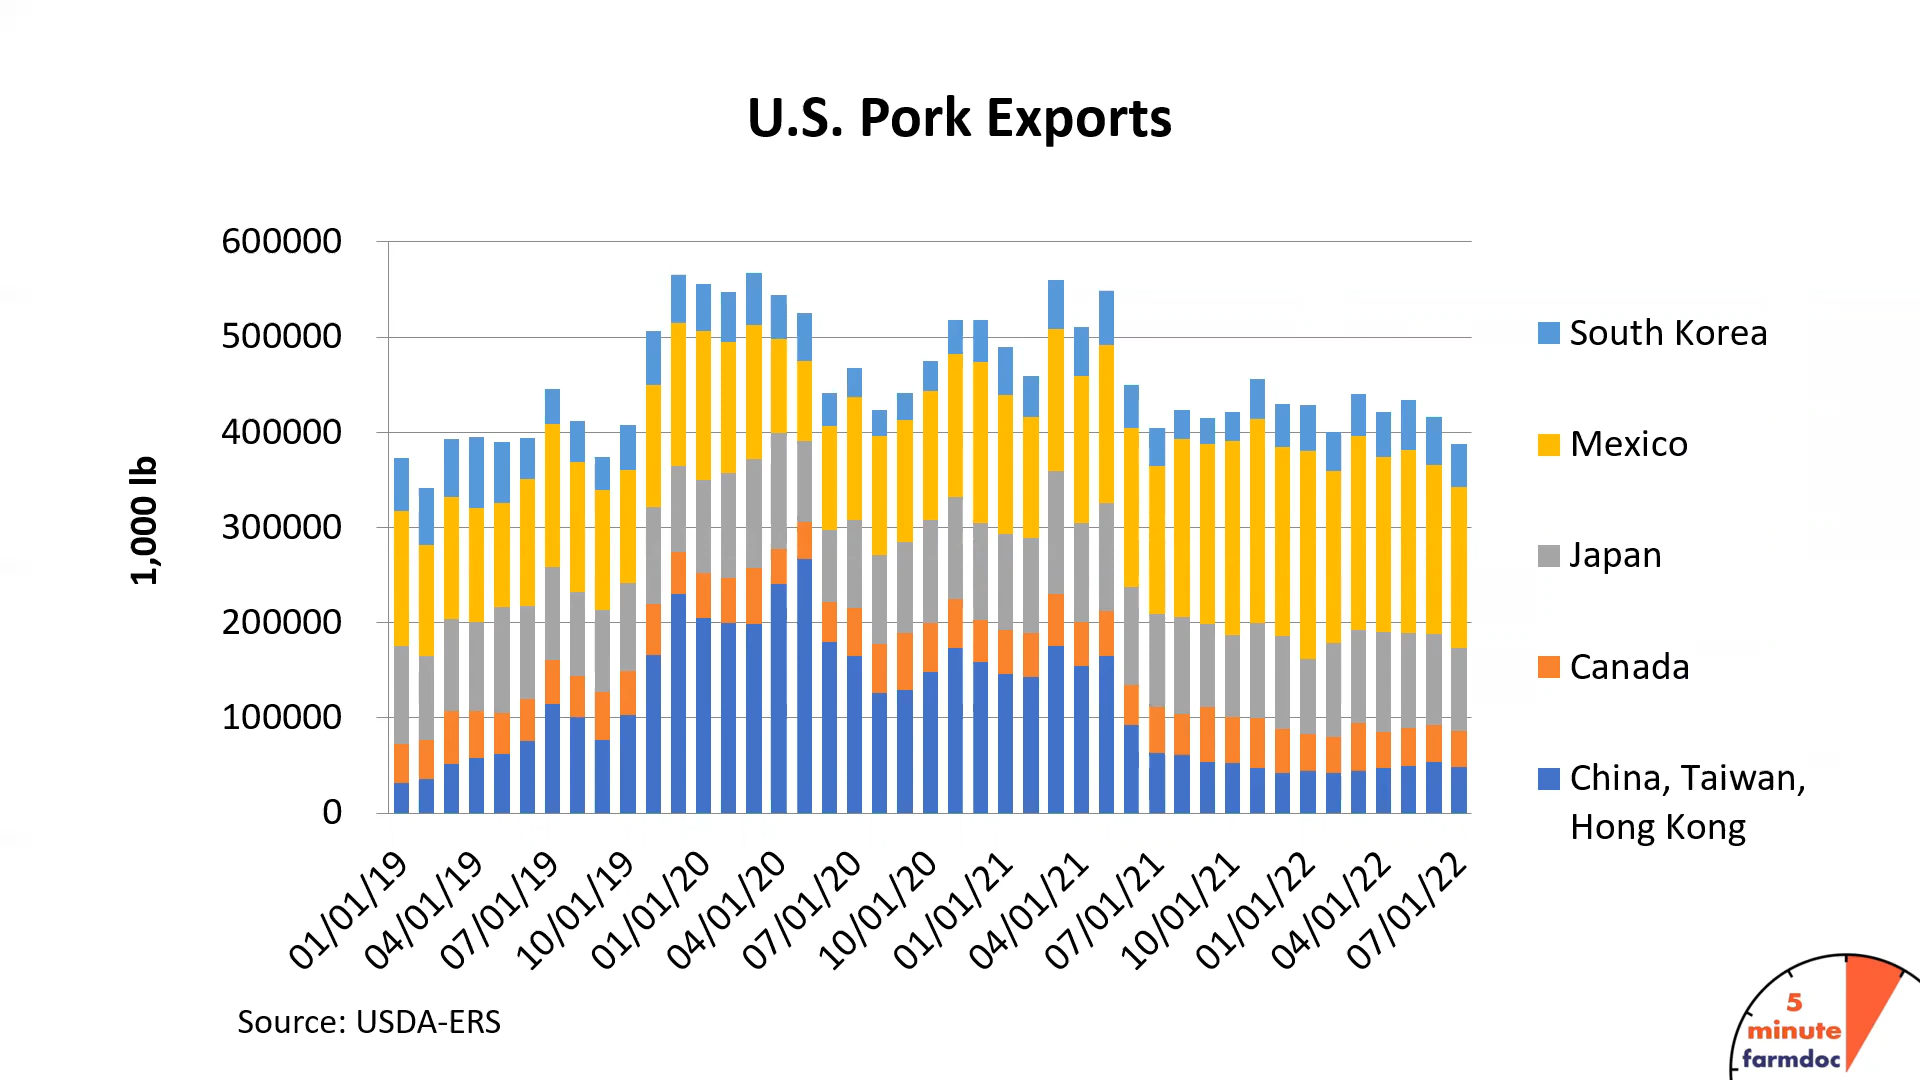 U.S. Pork Exports
600000
500000
400000
300000
200000
100000
0
1,000 lb
01/01/19
04/01/19
07/01/19
10/01/19
01/01/20
04/01/20
07/01/20
10/01/20
01/01/21
04/01/21
07/01/21
10/01/21
01/01/22
04/01/22
07/01/22
South Korea
Mexico
Japan
Canada
China, Taiwan,
Hong Kong
Source: USDA-ERS
5
minute
farmdoc